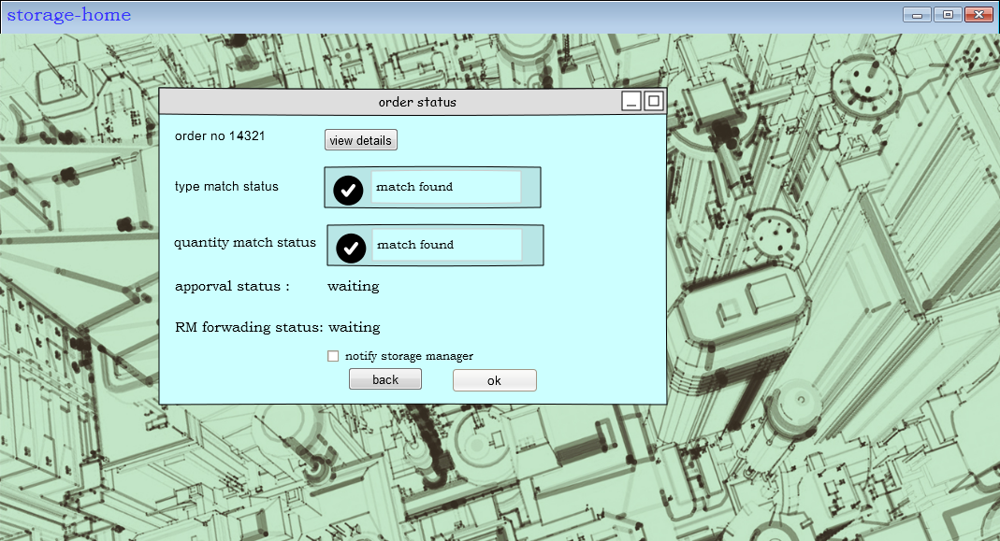 storage-home
order status
order no 14321
view details
type match status
match found
quantity match status
match found
apporval status :
waiting
RM forwading status: waiting
notify storage manager
back
ok